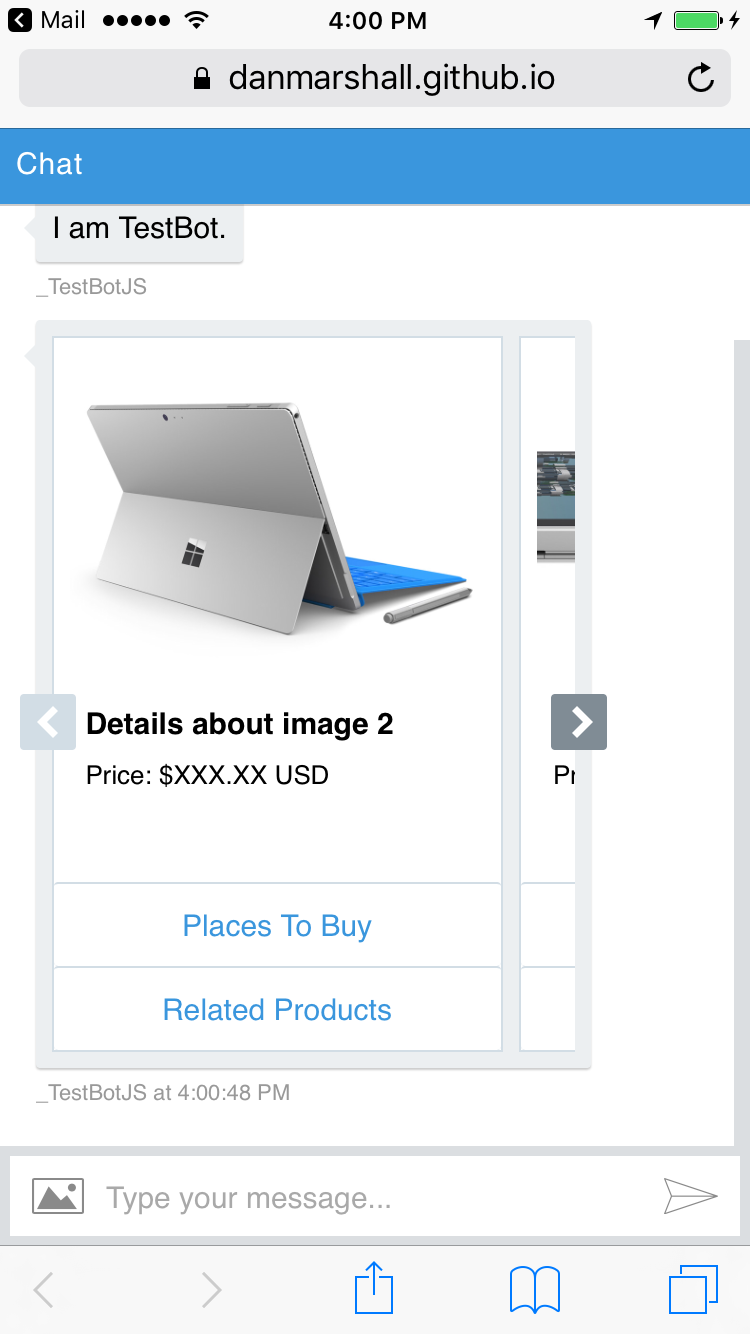 Mail
4:00 PM
danmarshall.github.io
Chat
I am TestBot.
_TestBotJS
Details about image 2
Price: $XXX.XX USD
Pr
Places To Buy
Related Products
_TestBotJS at 4:00:48 PM
Type your message...